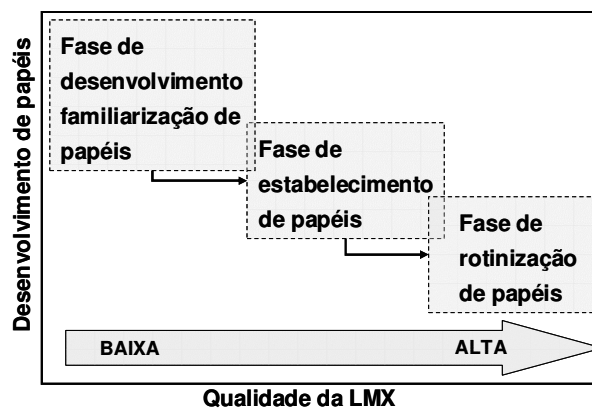 Desenvolvimento de papéis
Fase de
desenvolvimento
familiarização de
papéis
Fase de
estabelecimento
de papéis
Fase de
rotinização
de papéis
BAIXA
ALTA
Qualidade da LMX